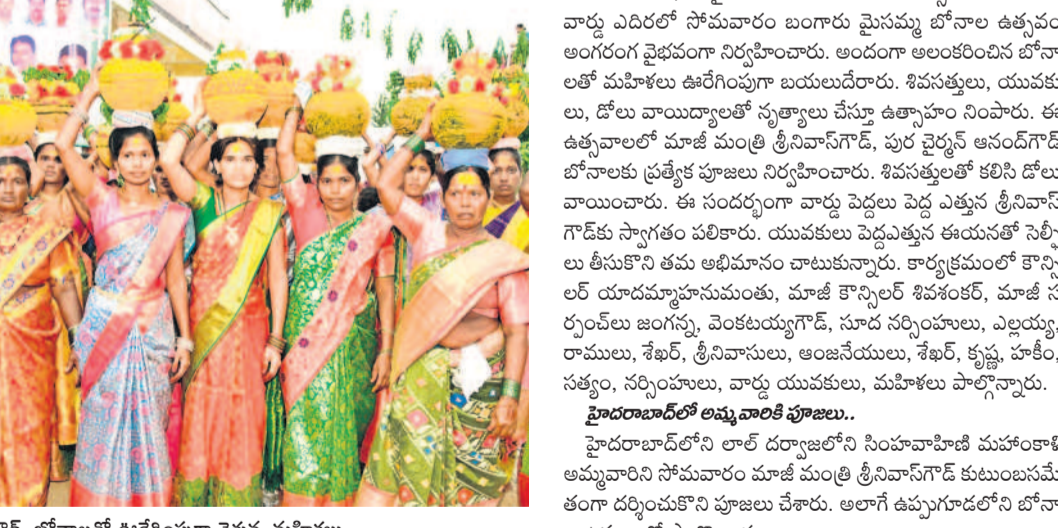 వార్డు ఎదిరలో సోమవారం బంగారు మైసమ్మ బోనాల ఉత్సవం
అంగరంగ వైభవంగా నిర్వహించారు. అందంగా అలంకరించిన బోనా
లతో మహిళలు ఊరేగింపుగా బయలుదేరారు. శివసత్తులు, యువకు
లు, డోలు వాయిద్యాలతో నృత్యాలు చేస్తూ ఉత్సాహం నింపారు. ఈ
ఉత్సవాలలో మాజీ మంత్రి శ్రీనివాస్‌గౌడ్, పుర చైర్మన్ ఆనంద్‌గౌడ్
బోనాలకు ప్రత్యేక పూజలు నిర్వహించారు. శివసత్తులతో కలిసి డోలు
వాయించారు. ఈ సందర్భంగా వార్డు పెద్దలు పెద్ద ఎత్తున శ్రీనివాస్
గౌడ్‌కు స్వాగతం పలికారు. యువకులు పెద్దఎత్తున ఈయనతో సెల్ఫీ
లు తీసుకొని తమ అభిమానం చాటుకున్నారు. కార్యక్రమంలో కౌన్సి
లర్ యాదమ్మాహనుమంతు, మాజీ కౌన్సిలర్ శివశంకర్, మాజీ స
ర్పంచ్‌లు జంగన్న, వెంకటయ్యగౌడ్, సూద నర్సింహులు, ఎల్లయ్య,
రాములు, శేఖర్, శ్రీనివాసులు, ఆంజనేయులు, శేఖర్, కృష్ణ, హకీం,
సత్యం, నర్సింహులు, వార్డు యువకులు, మహిళలు పాల్గొన్నారు.
హైదరాబాద్‌లో అమ్మవారికి పూజలు..
హైదరాబాద్‌లోని లాల్ దర్వాజలోని సింహవాహిణి మహాంకాళి
అమ్మవారిని సోమవారం మాజీ మంత్రి శ్రీనివాస్‌గౌడ్ కుటుంబసమే
తంగా దర్శించుకొని పూజలు చేశారు. అలాగే ఉప్పుగూడలోని బోనా